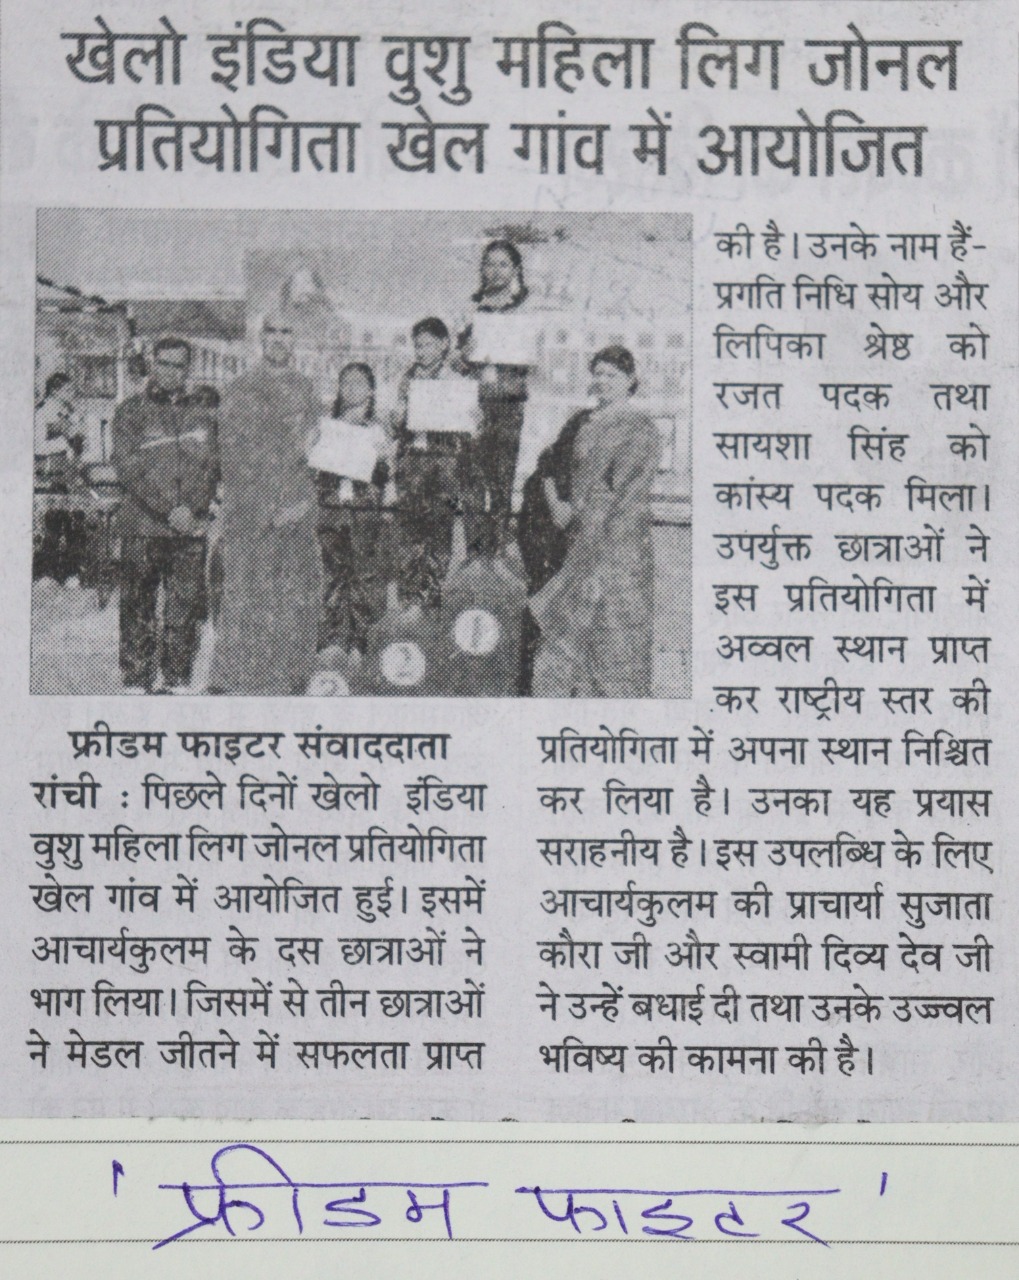 खेलो इंडिया वुशु महिला लिग जोनल
प्रतियोगिता खेल गांव में आयोजित
1
2
3
फ्रीडम फाइटर संवाददाता
रांची : पिछले दिनों खेलो इंडिया
वुशु महिला लिग जोनल प्रतियोगिता
खेल गांव में आयोजित हुई। इसमें
आचार्यकुलम के दस छात्राओं ने
भाग लिया। जिसमें से तीन छात्राओं
ने मेडल जीतने में सफलता प्राप्त
की है। उनके नाम हैं-
प्रगति निधि सोय और
लिपिका श्रेष्ठ को
रजत पदक तथा
सायशा सिंह को
कांस्य पदक मिला।
उपर्युक्त छात्राओं ने
इस प्रतियोगिता में
अव्वल स्थान प्राप्त
कर राष्ट्रीय स्तर की
प्रतियोगिता में अपना स्थान निश्चित
कर लिया है। उनका यह प्रयास
सराहनीय है। इस उपलब्धि के लिए
आचार्यकुलम की प्राचार्या सुजाता
कौरा जी और स्वामी दिव्य देव जी
ने उन्हें बधाई दी तथा उनके उज्ज्वल
भविष्य की कामना की है।
' फ्रीडम फाइटर '